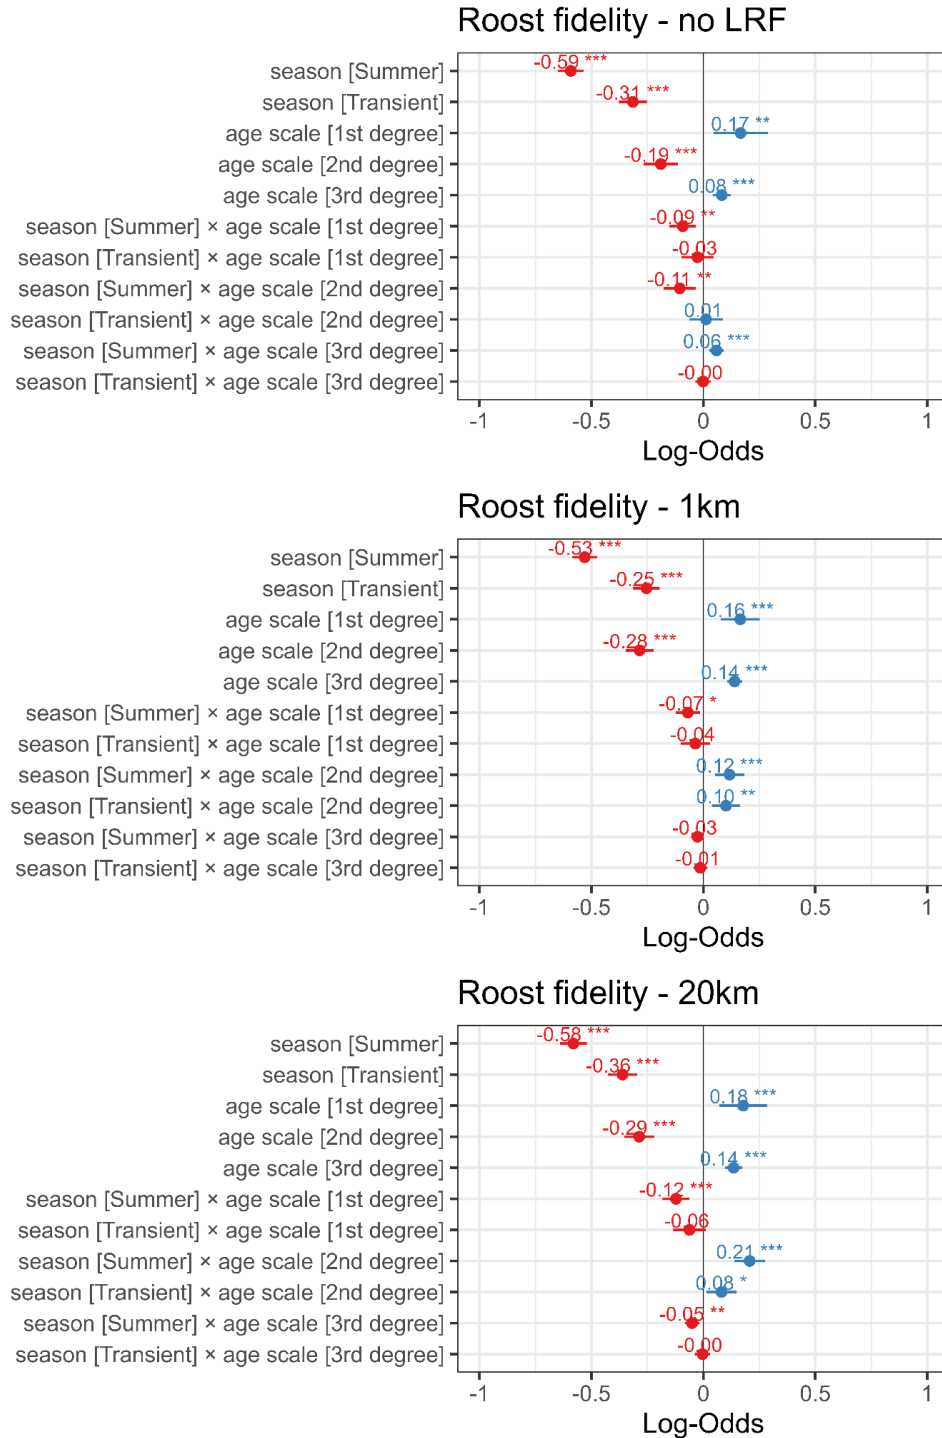 Roost fidelity - no LRF
season [Summer] -0.59 ***
season [Transient] -0.31 ***
age scale [1st degree] 0.17 **
age scale [2nd degree] -0.19 ***
age scale [3rd degree] 0.08 ***
season [Summer] × age scale [1st degree] -0.09 **
season [Transient] × age scale [1st degree] -0.03
season [Summer] × age scale [2nd degree] -0.11 **
season [Transient] × age scale [2nd degree] 0.01
season [Summer] × age scale [3rd degree] 0.06 ***
season [Transient] × age scale [3rd degree] -0.00
-1 -0.5 0 0.5 1
Log-Odds
Roost fidelity - 1km
season [Summer] -0.53 ***
season [Transient] -0.25 ***
age scale [1st degree] 0.16 ***
age scale [2nd degree] -0.28 ***
age scale [3rd degree] 0.14 ***
season [Summer] × age scale [1st degree] -0.07 *
season [Transient] × age scale [1st degree] -0.04
season [Summer] × age scale [2nd degree] 0.12 ***
season [Transient] × age scale [2nd degree] 0.10 **
season [Summer] × age scale [3rd degree] -0.03
season [Transient] × age scale [3rd degree] -0.01
-1 -0.5 0 0.5 1
Log-Odds
Roost fidelity - 20km
season [Summer] -0.58 ***
season [Transient] -0.36 ***
age scale [1st degree] 0.18 ***
age scale [2nd degree] -0.29 ***
age scale [3rd degree] 0.14 ***
season [Summer] × age scale [1st degree] -0.12 ***
season [Transient] × age scale [1st degree] -0.06
season [Summer] × age scale [2nd degree] 0.21 ***
season [Transient] × age scale [2nd degree] 0.08 *
season [Summer] × age scale [3rd degree] -0.05 **
season [Transient] × age scale [3rd degree] -0.00
-1 -0.5 0 0.5 1
Log-Odds